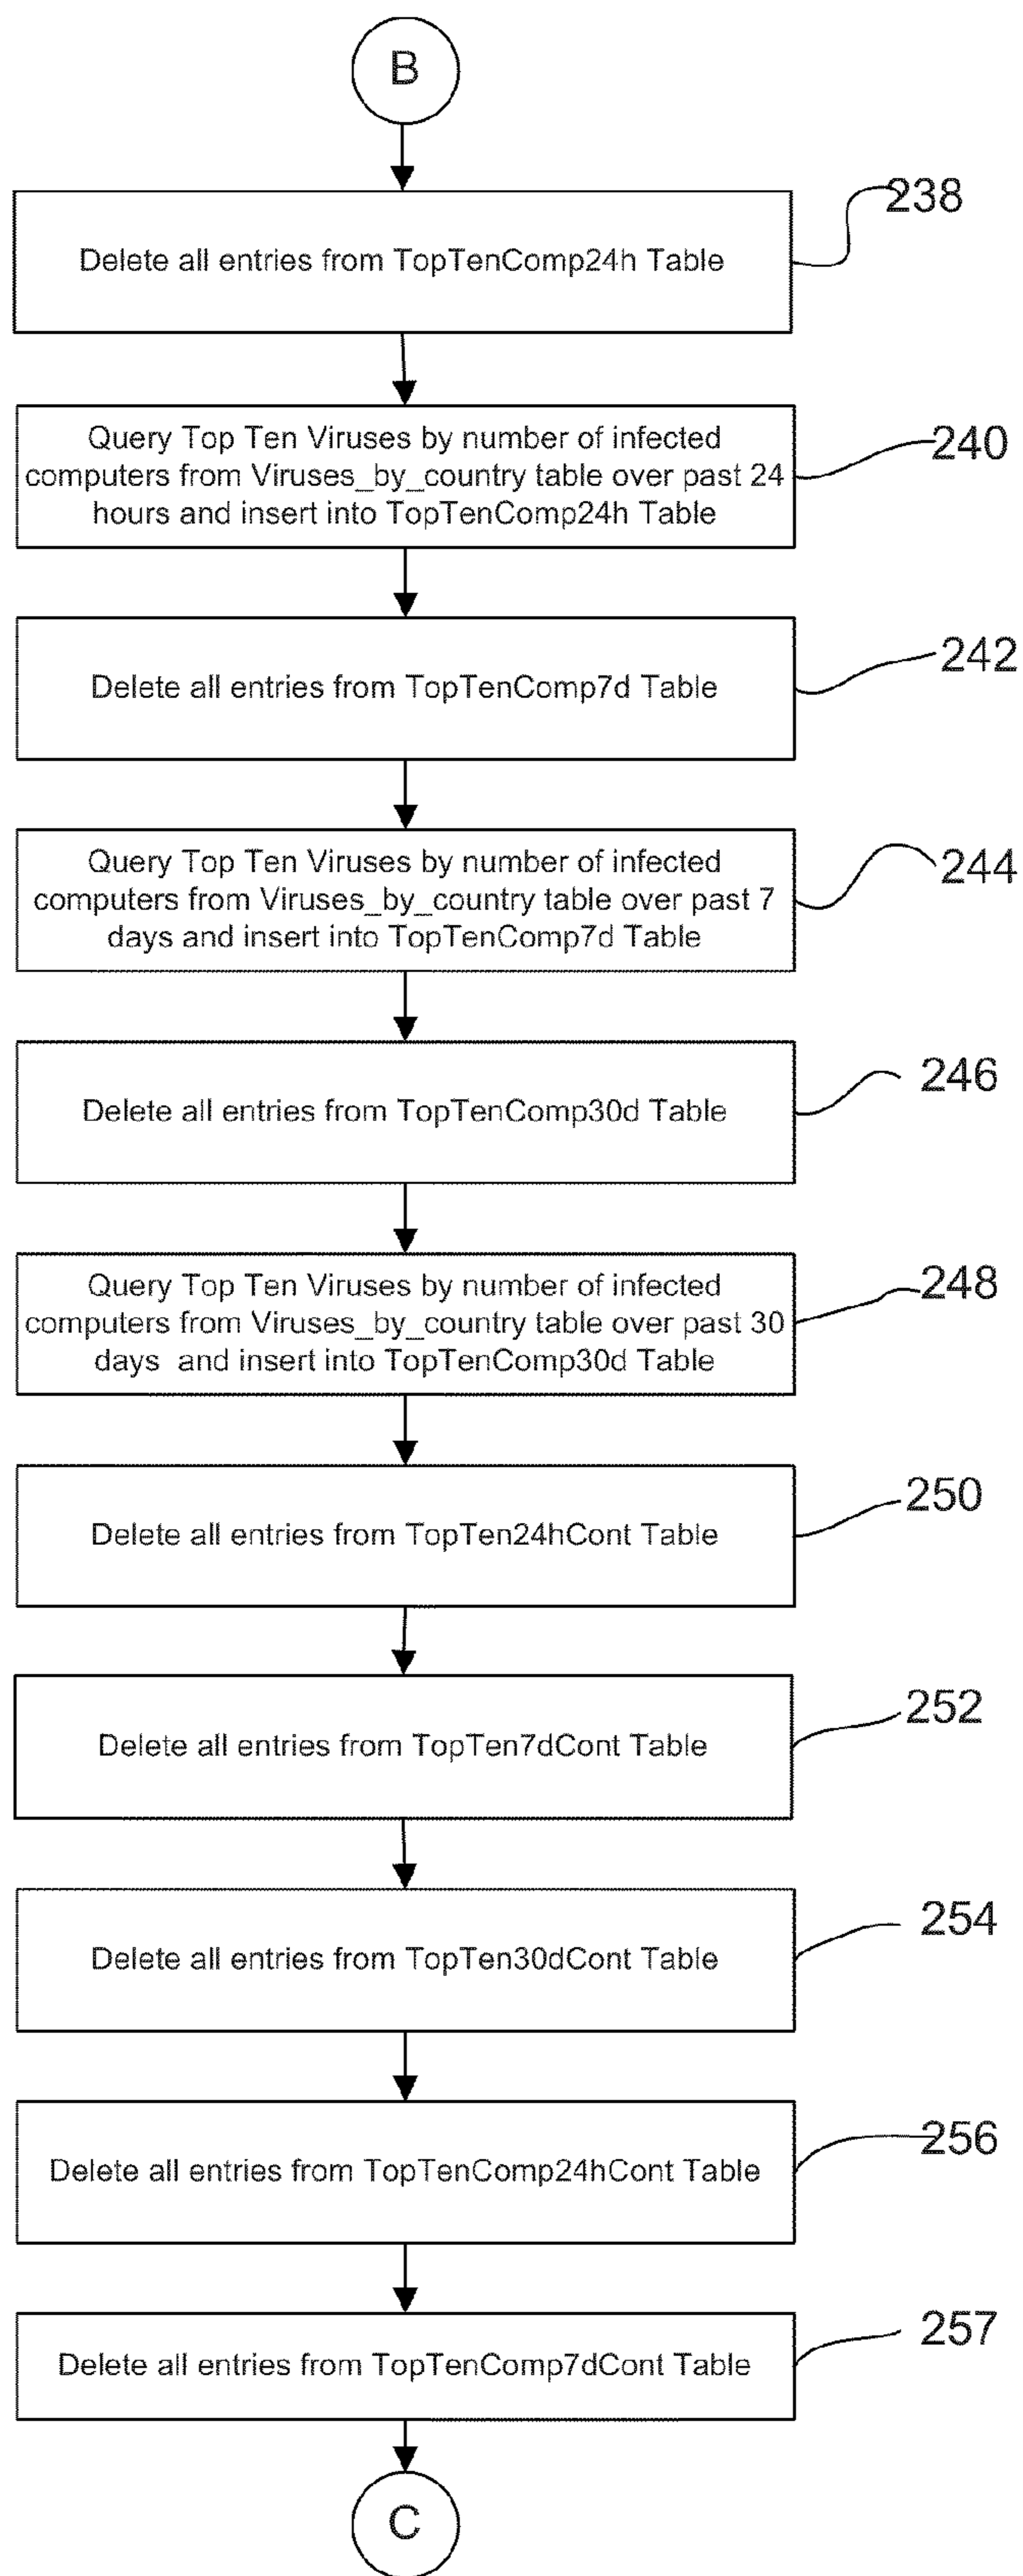 B
238
Delete all entries from TopTenComp24h Table
240
Query Top Ten Viruses by number of infected
computers from Viruses_by_country table over past 24
hours and insert into TopTenComp24h Table
242
Delete all entries from TopTenComp7d Table
244
Query Top Ten Viruses by number of infected
computers from Viruses_by_country table over past 7
days and insert into TopTenComp7d Table
246
Delete all entries from TopTenComp30d Table
248
Query Top Ten Viruses by number of infected
computers from Viruses_by_country table over past 30
days and insert into TopTenComp30d Table
250
Delete all entries from TopTen24hCont Table
252
Delete all entries from TopTen7dCont Table
254
Delete all entries from TopTen30dCont Table
256
Delete all entries from TopTenComp24hCont Table
257
Delete all entries from TopTenComp7dCont Table
C